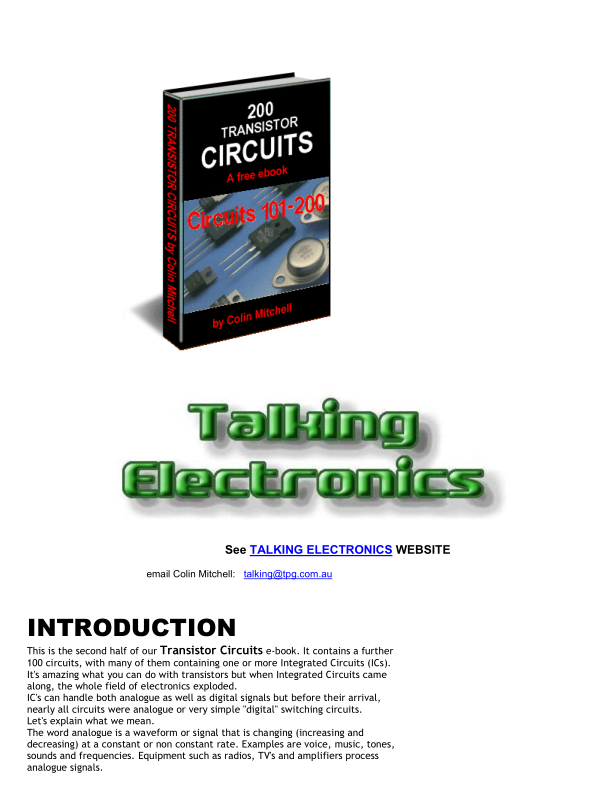 200
TRANSISTOR
CIRCUITS
A free ebook
Circuits 101-200
by Colin Mitchell
200 TRANSISTOR CIRCUITS by Colin Mitchell
Talking
Electronics
See TALKING ELECTRONICS WEBSITE
email Colin Mitchell: talking@tpg.com.au
INTRODUCTION
This is the second half of our Transistor Circuits e-book. It contains a further
100 circuits, with many of them containing one or more Integrated Circuits (ICs).
It's amazing what you can do with transistors but when Integrated Circuits came
along, the whole field of electronics exploded.
IC's can handle both analogue as well as digital signals but before their arrival,
nearly all circuits were analogue or very simple "digital" switching circuits.
Let's explain what we mean.
The word analogue is a waveform or signal that is changing (increasing and
decreasing) at a constant or non constant rate. Examples are voice, music, tones,
sounds and frequencies. Equipment such as radios, TV's and amplifiers process
analogue signals.